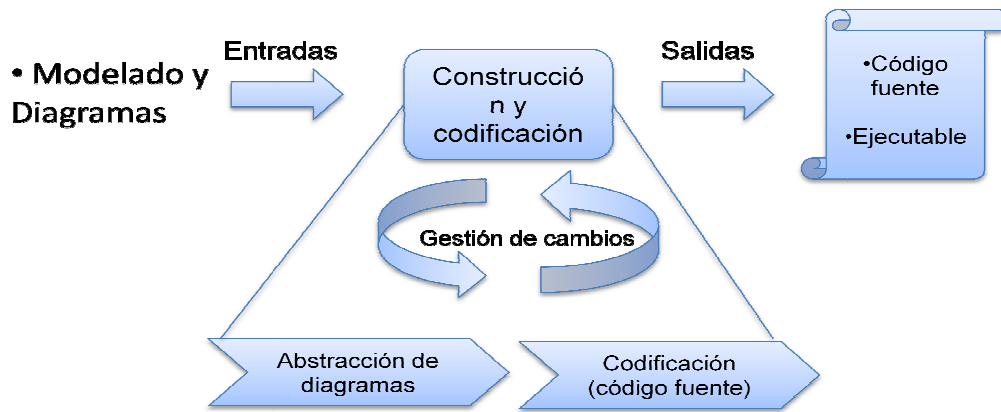 • Modelado y
Diagramas
Entradas
Construcció
n y
codificación
Salidas
•Código
fuente
•Ejecutable
Gestión de cambios
Abstracción de
diagramas
Codificación
(código fuente)